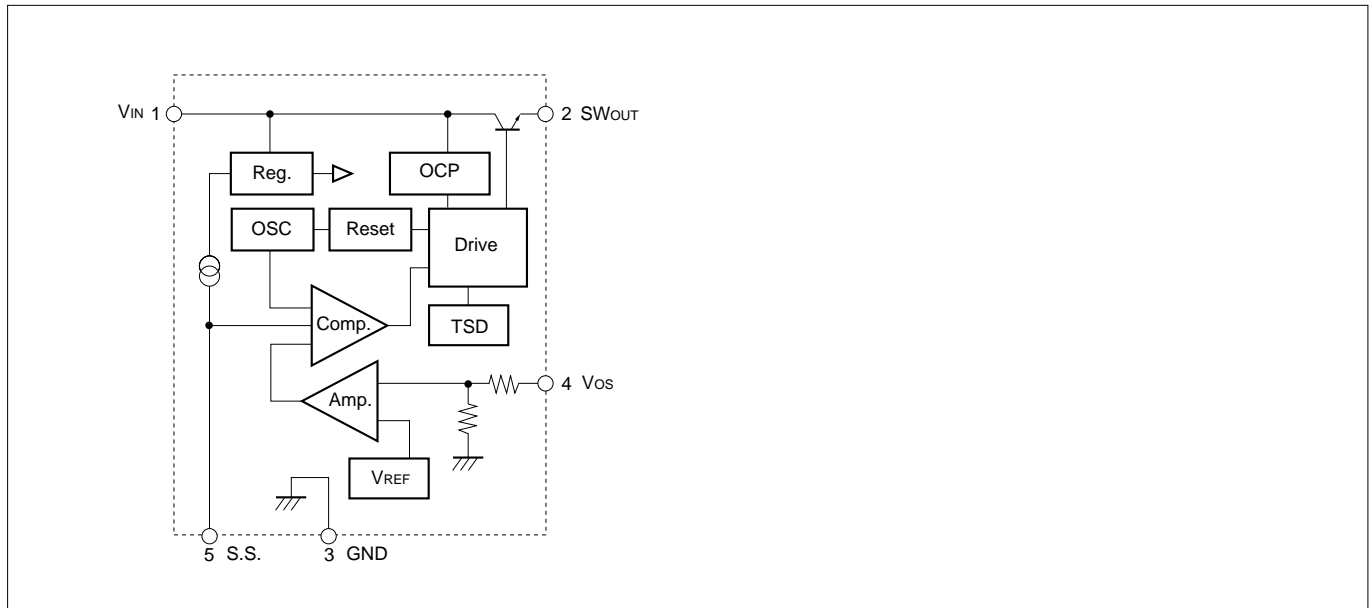 VIN 1
2 SWOUT
Reg.
OCP
OSC
Reset
Drive
Comp.
TSD
4 VOS
Amp.
VREF
5 S.S.
3 GND